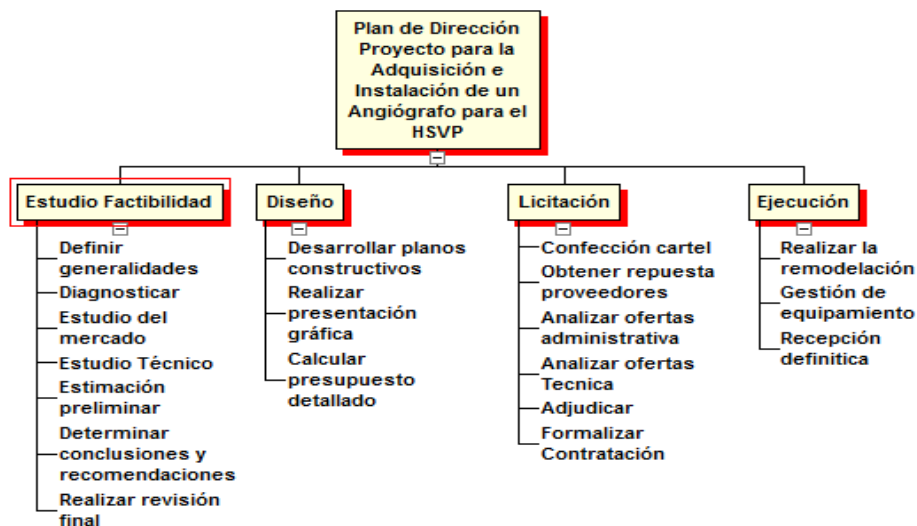 Plan de Dirección
Proyecto para la
Adquisición e
Instalación de un
Angiógrafo para el
HSVP
Estudio Factibilidad
Definir
generalidades
Diagnosticar
Estudio del
mercado
Estudio Técnico
Estimación
preliminar
Determinar
conclusiones y
recomendaciones
Realizar revisión
final
Diseño
Desarrollar planos
constructivos
Realizar
presentación
gráfica
Calcular
presupuesto
detallado
Licitación
Confección cartel
Obtener repuesta
proveedores
Analizar ofertas
administrativa
Analizar ofertas
Tecnica
Adjudicar
Formalizar
Contratación
Ejecución
Realizar la
remodelación
Gestión de
equipamiento
Recepción
definitica